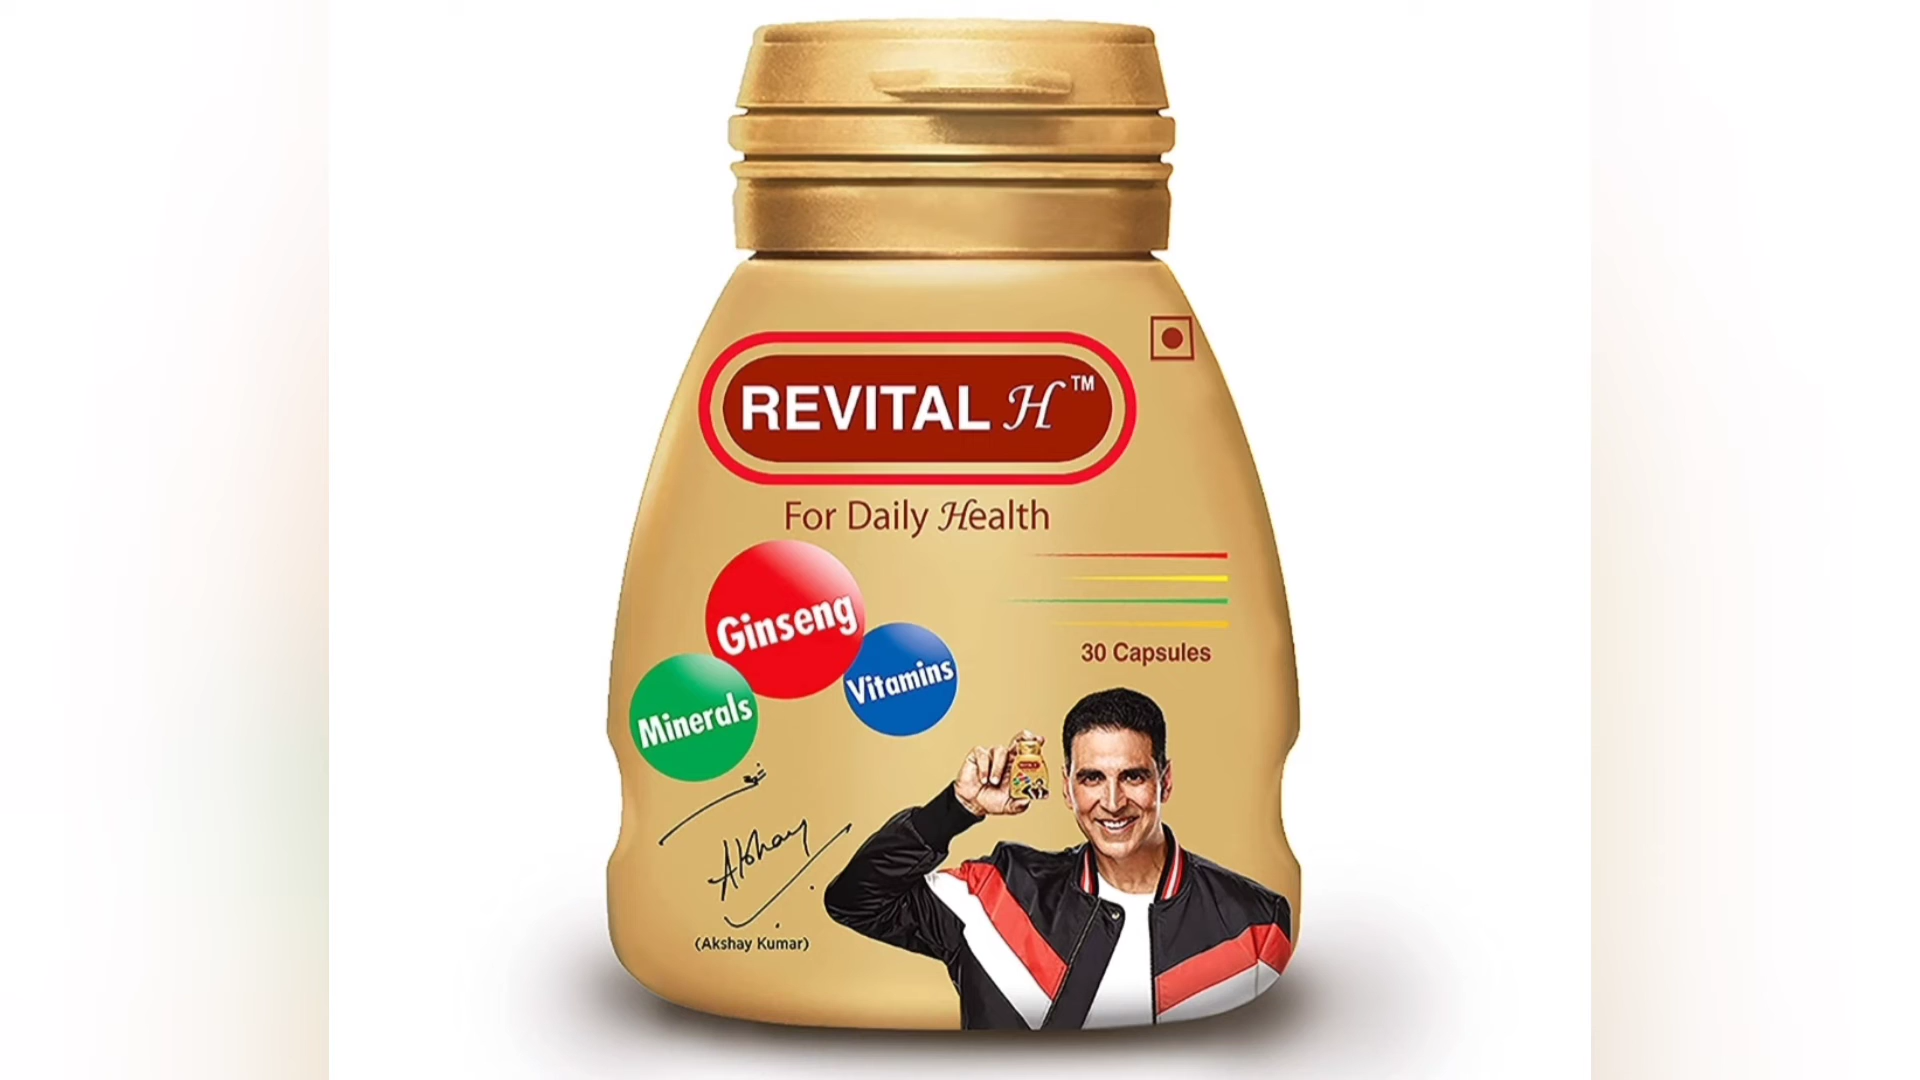 REVITAL H™
For Daily Health
Ginseng
Vitamins
Minerals
30 Capsules
Akshay
(Akshay Kumar)